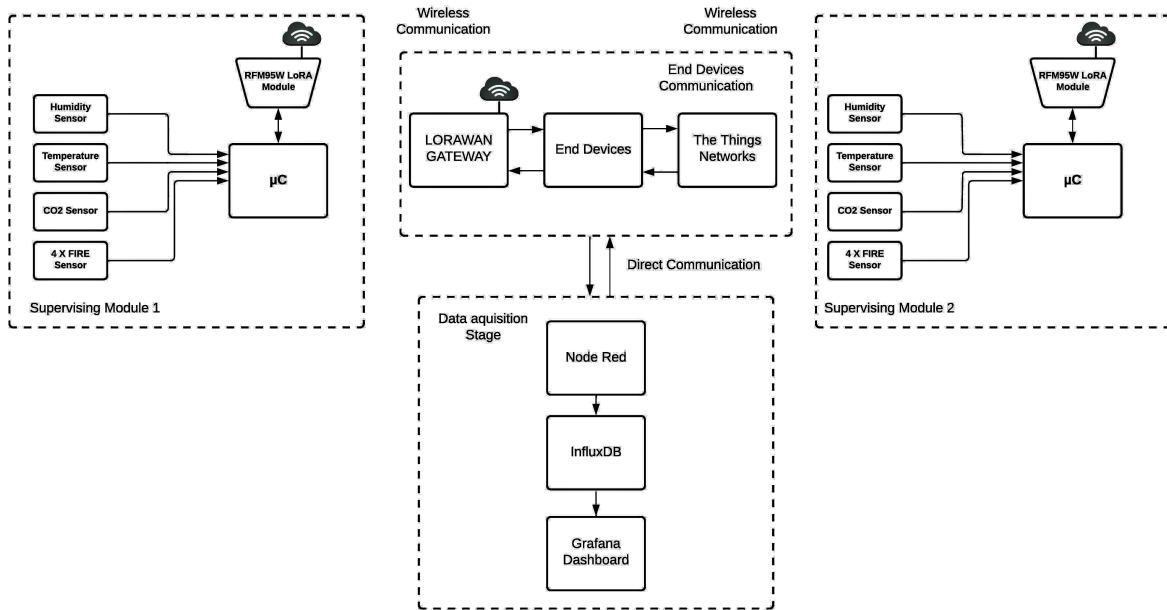 Wireless
Communication
Wireless
Communication
RFM95W LoRA
Module
Humidity
Sensor
Temperature
Sensor
CO2 Sensor
4 X FIRE
Sensor
µC
Supervising Module 1
End Devices
Communication
LORAWAN
GATEWAY
End Devices
The Things
Networks
Direct Communication
Data aquisition
Stage
Node Red
InfluxDB
Grafana
Dashboard
RFM95W LoRA
Module
Humidity
Sensor
Temperature
Sensor
CO2 Sensor
4 X FIRE
Sensor
µC
Supervising Module 2